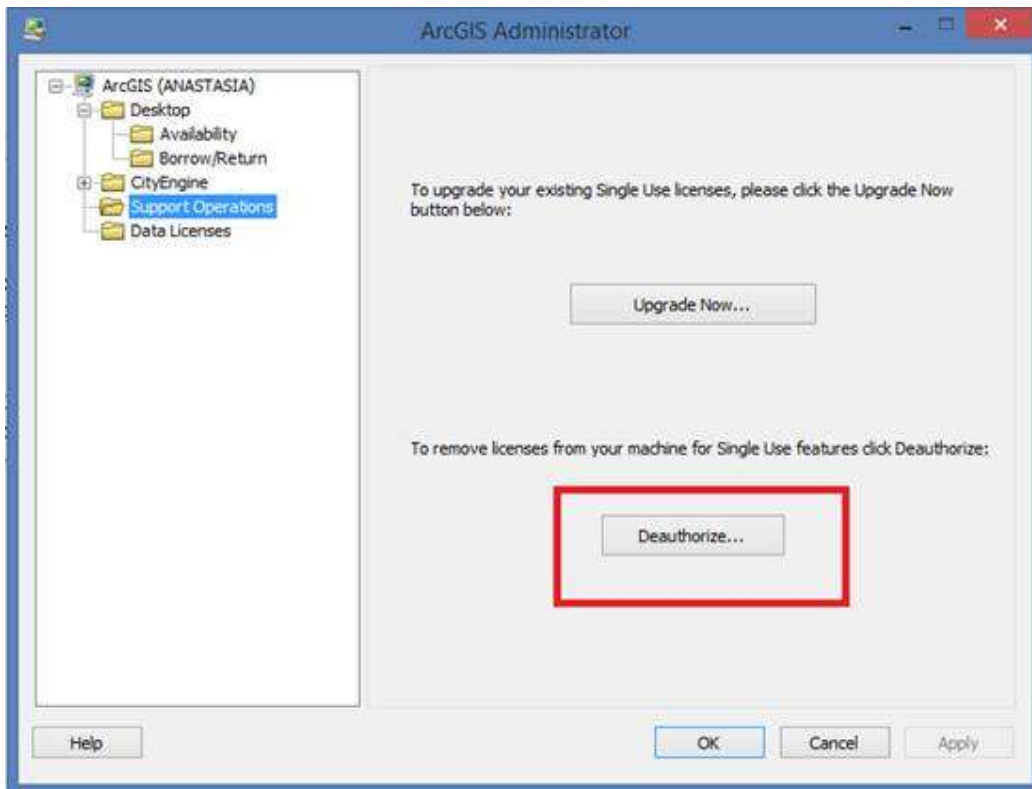 ArcGIS Administrator
ArcGIS (ANASTASIA)
Desktop
Availability
Borrow/Return
CityEngine
Support Operations
Data Licenses
To upgrade your existing Single Use licenses, please click the Upgrade Now
button below:
Upgrade Now...
To remove licenses from your machine for Single Use features click Deauthorize:
Deauthorize...
Help
OK
Cancel
Apply